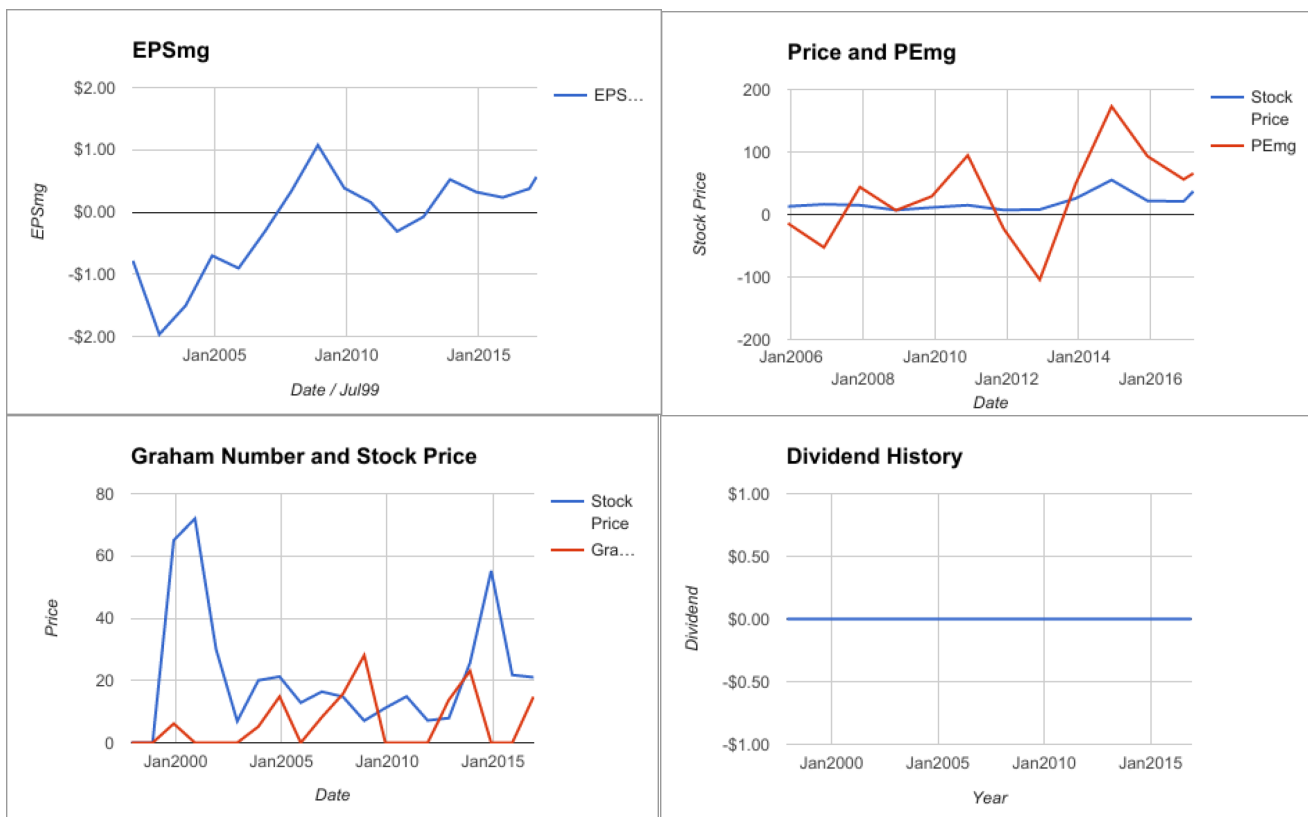 EPSmg
$2.00
$1.00
$0.00
-$1.00
-$2.00
EPSmg
Jan2005
Jan2010
Jan2015
Date / Jul99
EPS…
Price and PEmg
200
100
0
-100
-200
Stock Price
Jan2006
Jan2008
Jan2010
Jan2012
Jan2014
Jan2016
Date
Stock
Price
PEmg
Graham Number and Stock Price
80
60
40
20
0
Price
Jan2000
Jan2005
Jan2010
Jan2015
Date
Stock
Price
Gra…
Dividend History
$1.00
$0.50
$0.00
-$0.50
-$1.00
Dividend
Jan2000
Jan2005
Jan2010
Jan2015
Year